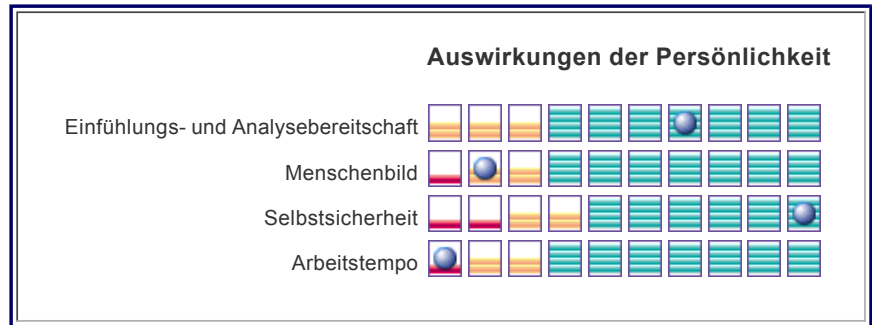 Auswirkungen der Persönlichkeit
Einfühlungs- und Analysebereitschaft
Menschenbild
Selbstsicherheit
Arbeitstempo